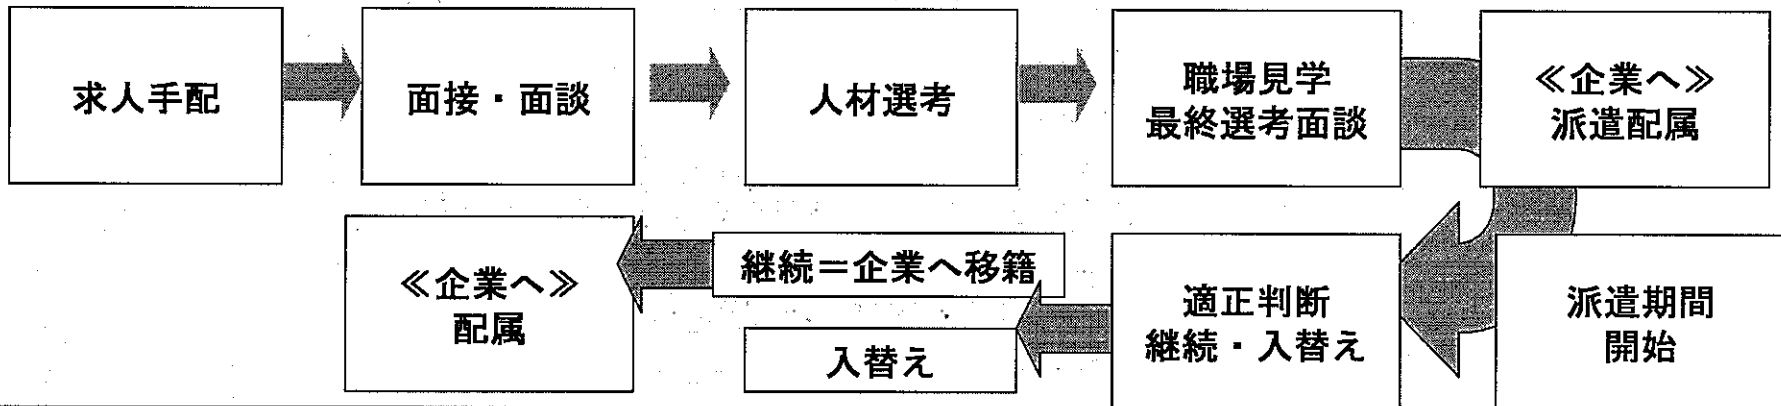 求人手配
面接・面談
人材選考
職場見学
最終選考面談
≪企業へ≫
派遣配属
派遣期間
開始
適正判断
継続・入替え
継続＝企業へ移籍
入替え
≪企業へ≫
配属